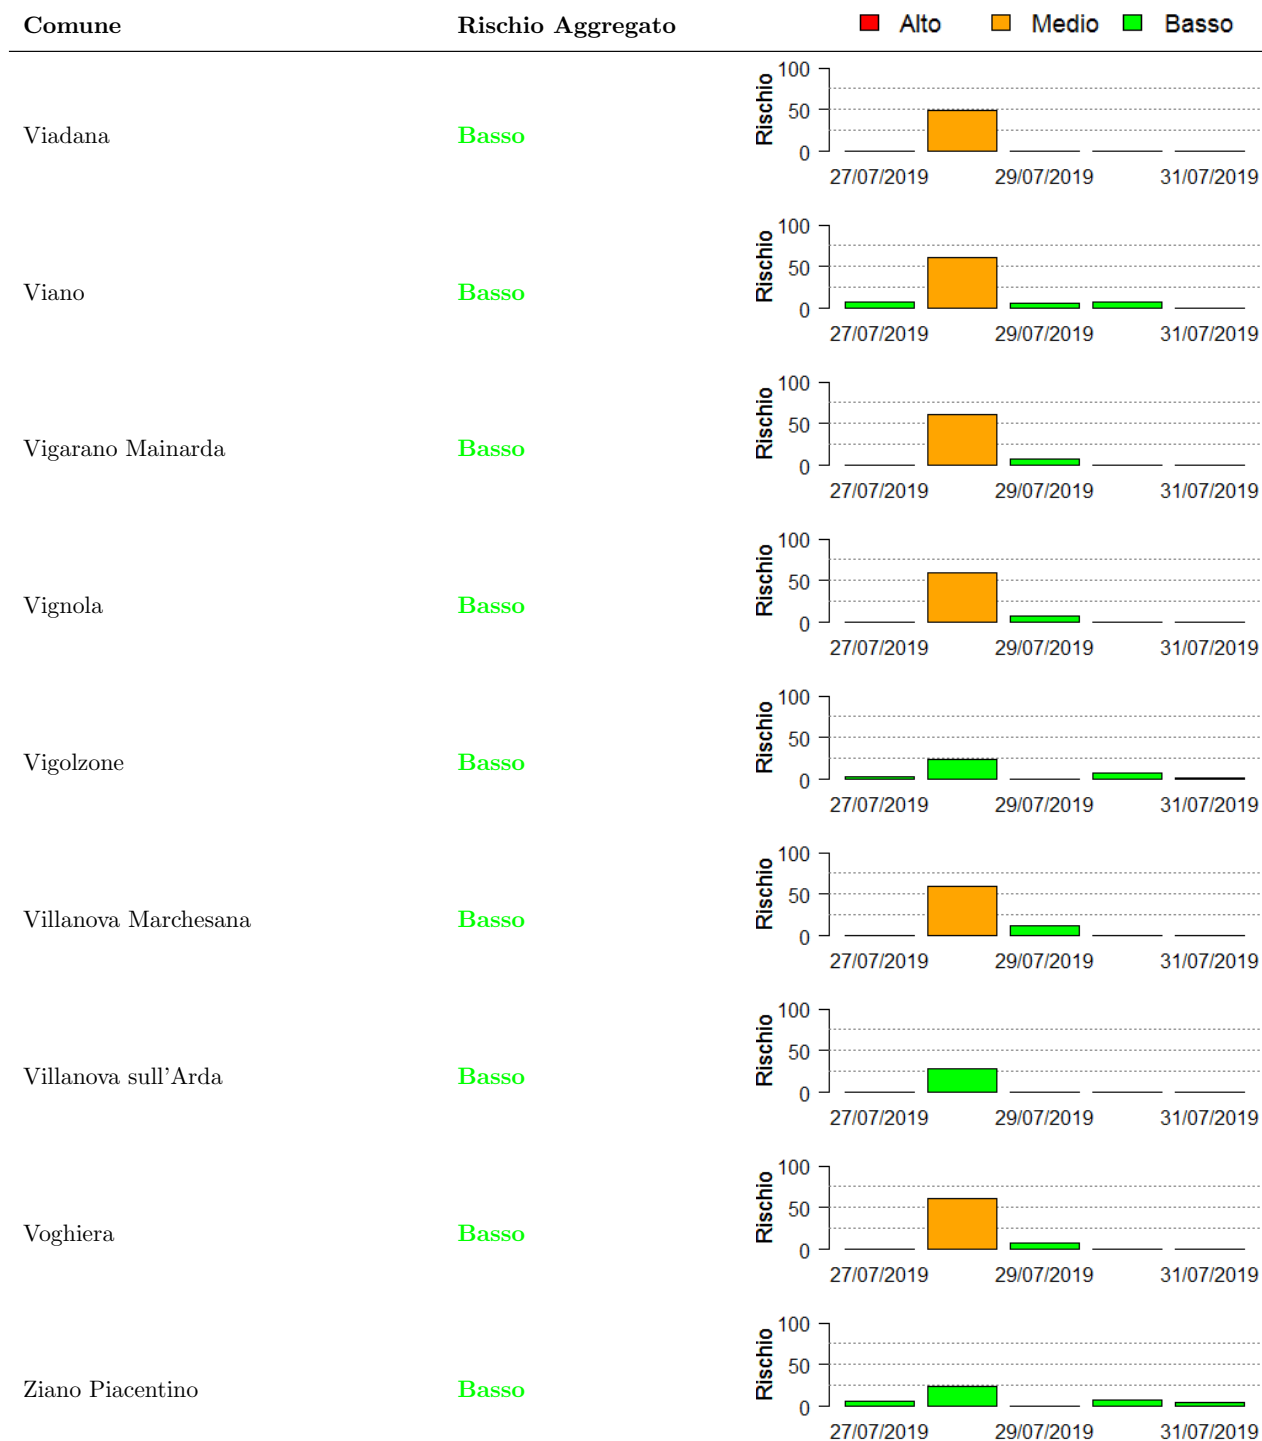 Comune Rischio Aggregato Alto Medio Basso
Viadana Basso
Rischio
100
50
0
27/07/2019 29/07/2019 31/07/2019
Viano Basso
Rischio
100
50
0
27/07/2019 29/07/2019 31/07/2019
Vigarano Mainarda Basso
Rischio
100
50
0
27/07/2019 29/07/2019 31/07/2019
Vignola Basso
Rischio
100
50
0
27/07/2019 29/07/2019 31/07/2019
Vigolzone Basso
Rischio
100
50
0
27/07/2019 29/07/2019 31/07/2019
Villanova Marchesana Basso
Rischio
100
50
0
27/07/2019 29/07/2019 31/07/2019
Villanova sull'Arda Basso
Rischio
100
50
0
27/07/2019 29/07/2019 31/07/2019
Voghiera Basso
Rischio
100
50
0
27/07/2019 29/07/2019 31/07/2019
Ziano Piacentino Basso
Rischio
100
50
0
27/07/2019 29/07/2019 31/07/2019